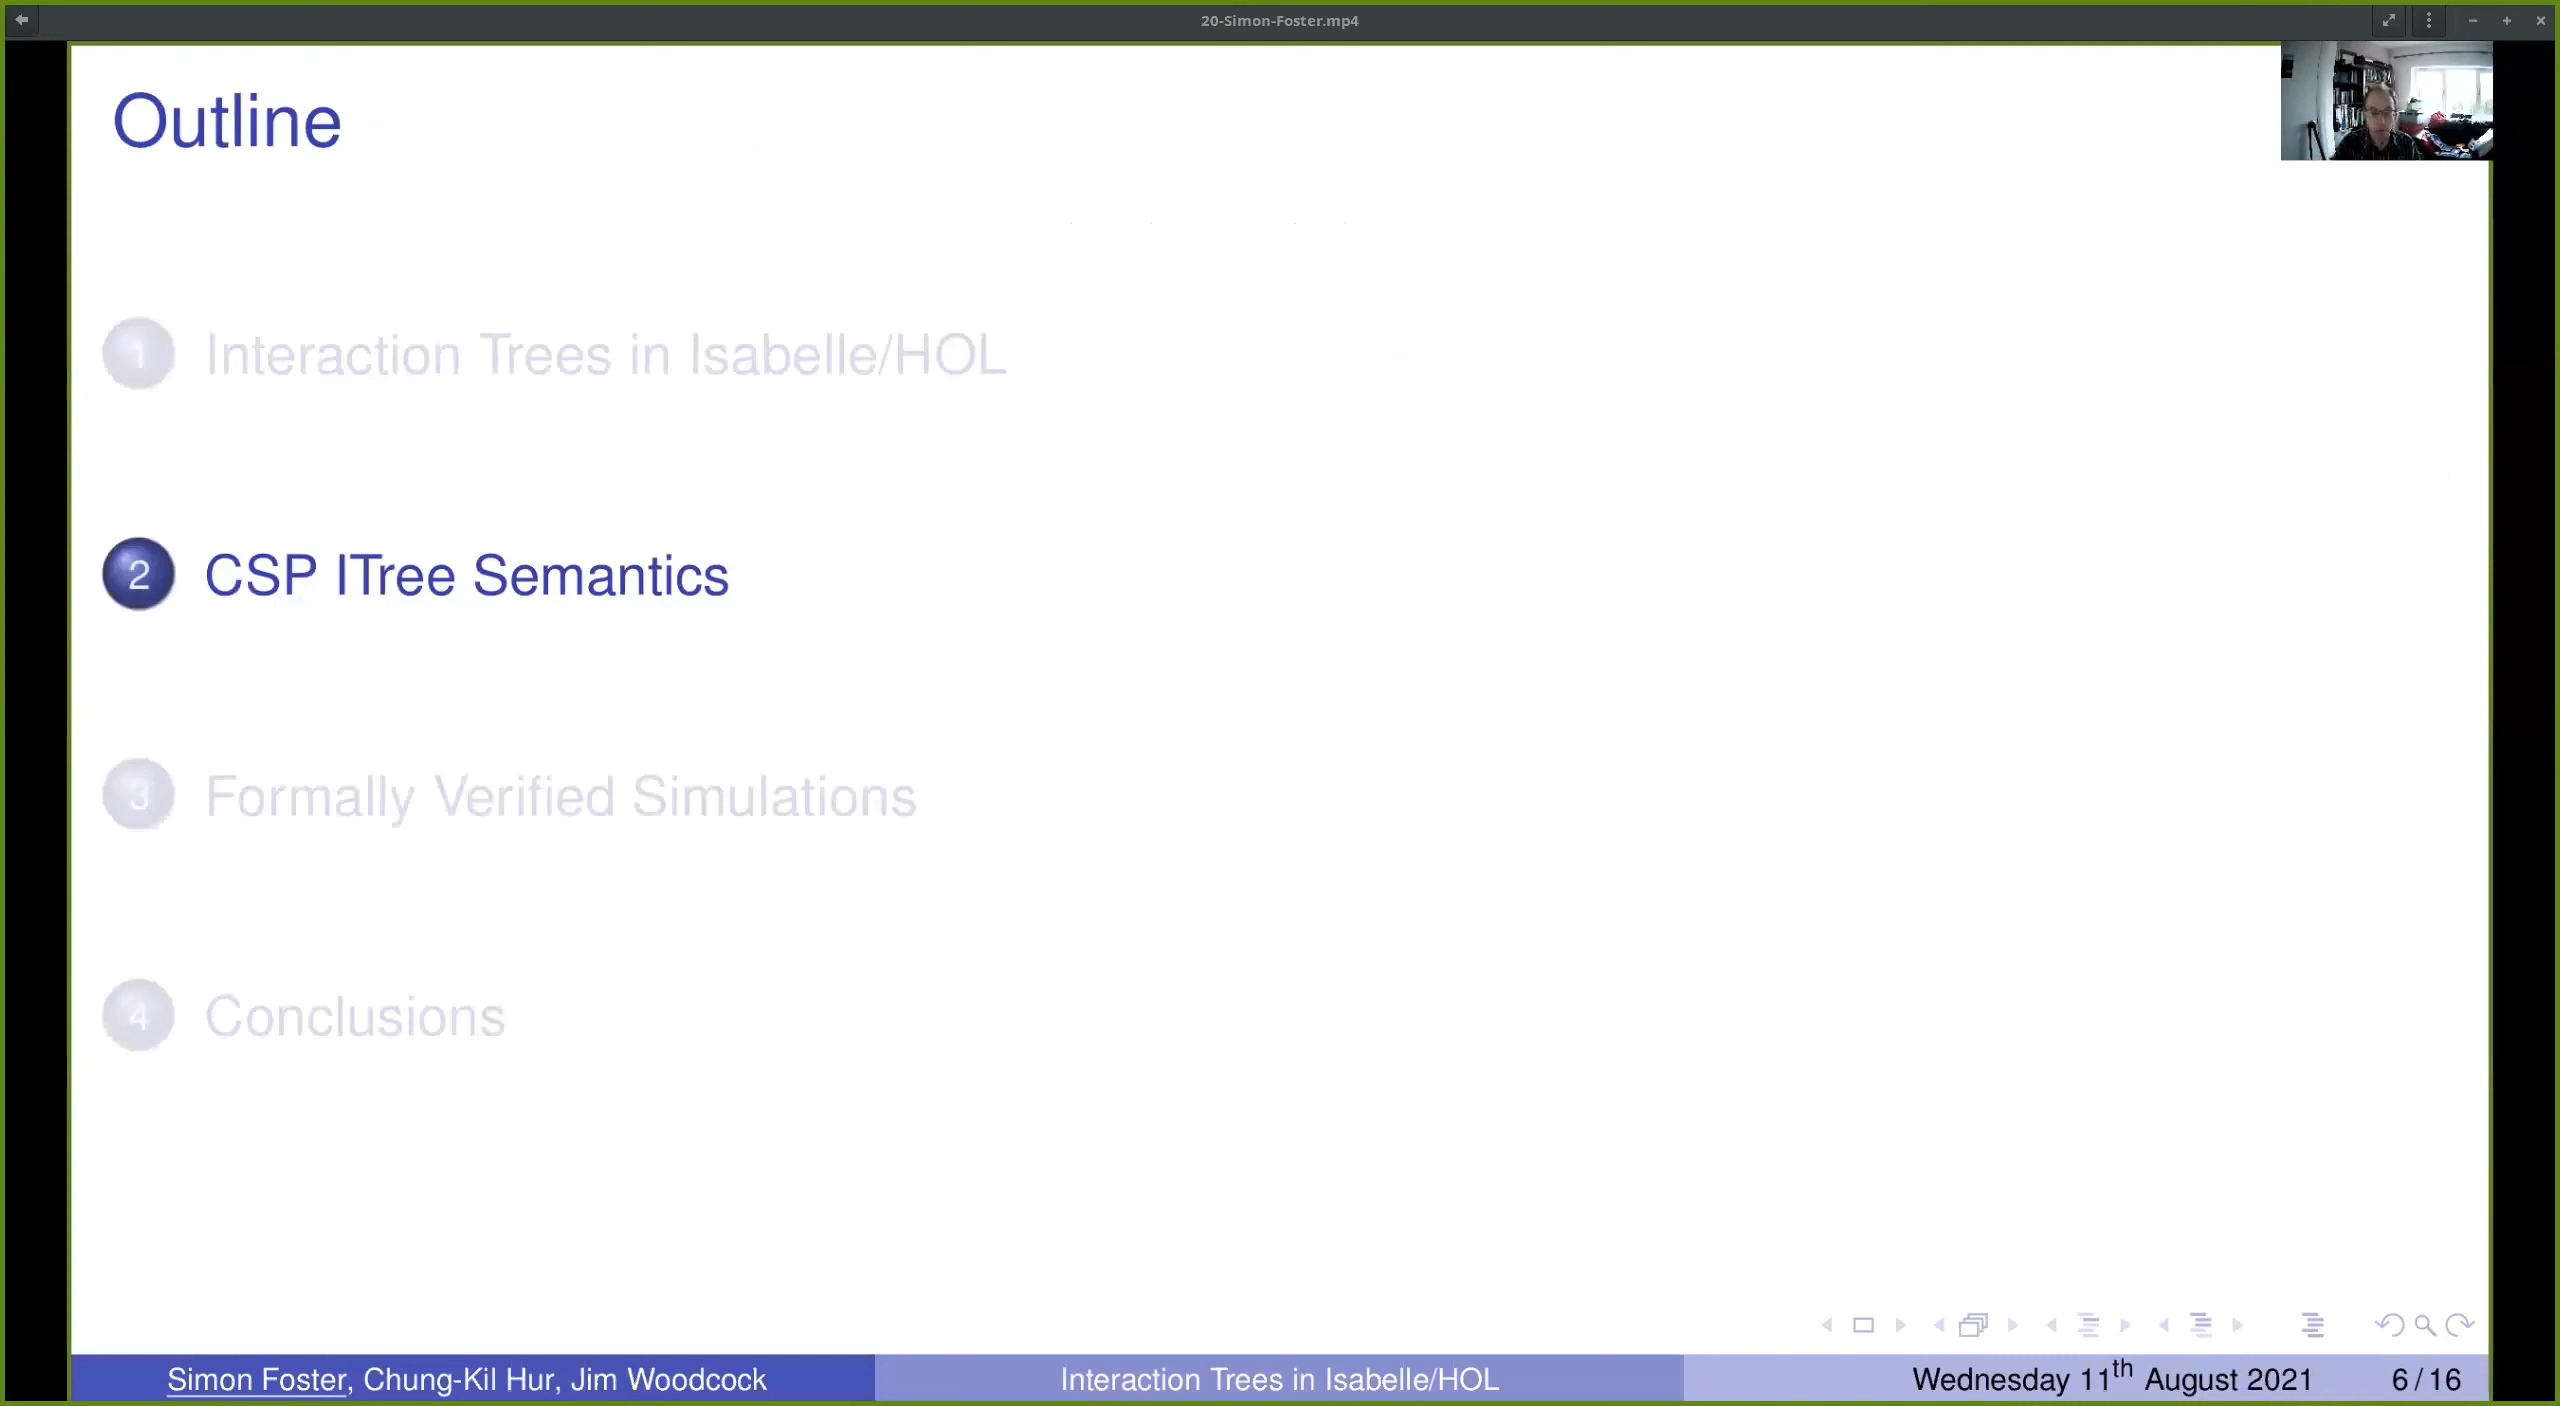 20-Simon-Foster.mp4
Outline
1 Interaction Trees in Isabelle/HOL
2 CSP ITree Semantics
3 Formally Verified Simulations
4 Conclusions
Simon Foster, Chung-Kil Hur, Jim Woodcock Interaction Trees in Isabelle/HOL Wednesday 11th August 2021 6 / 16